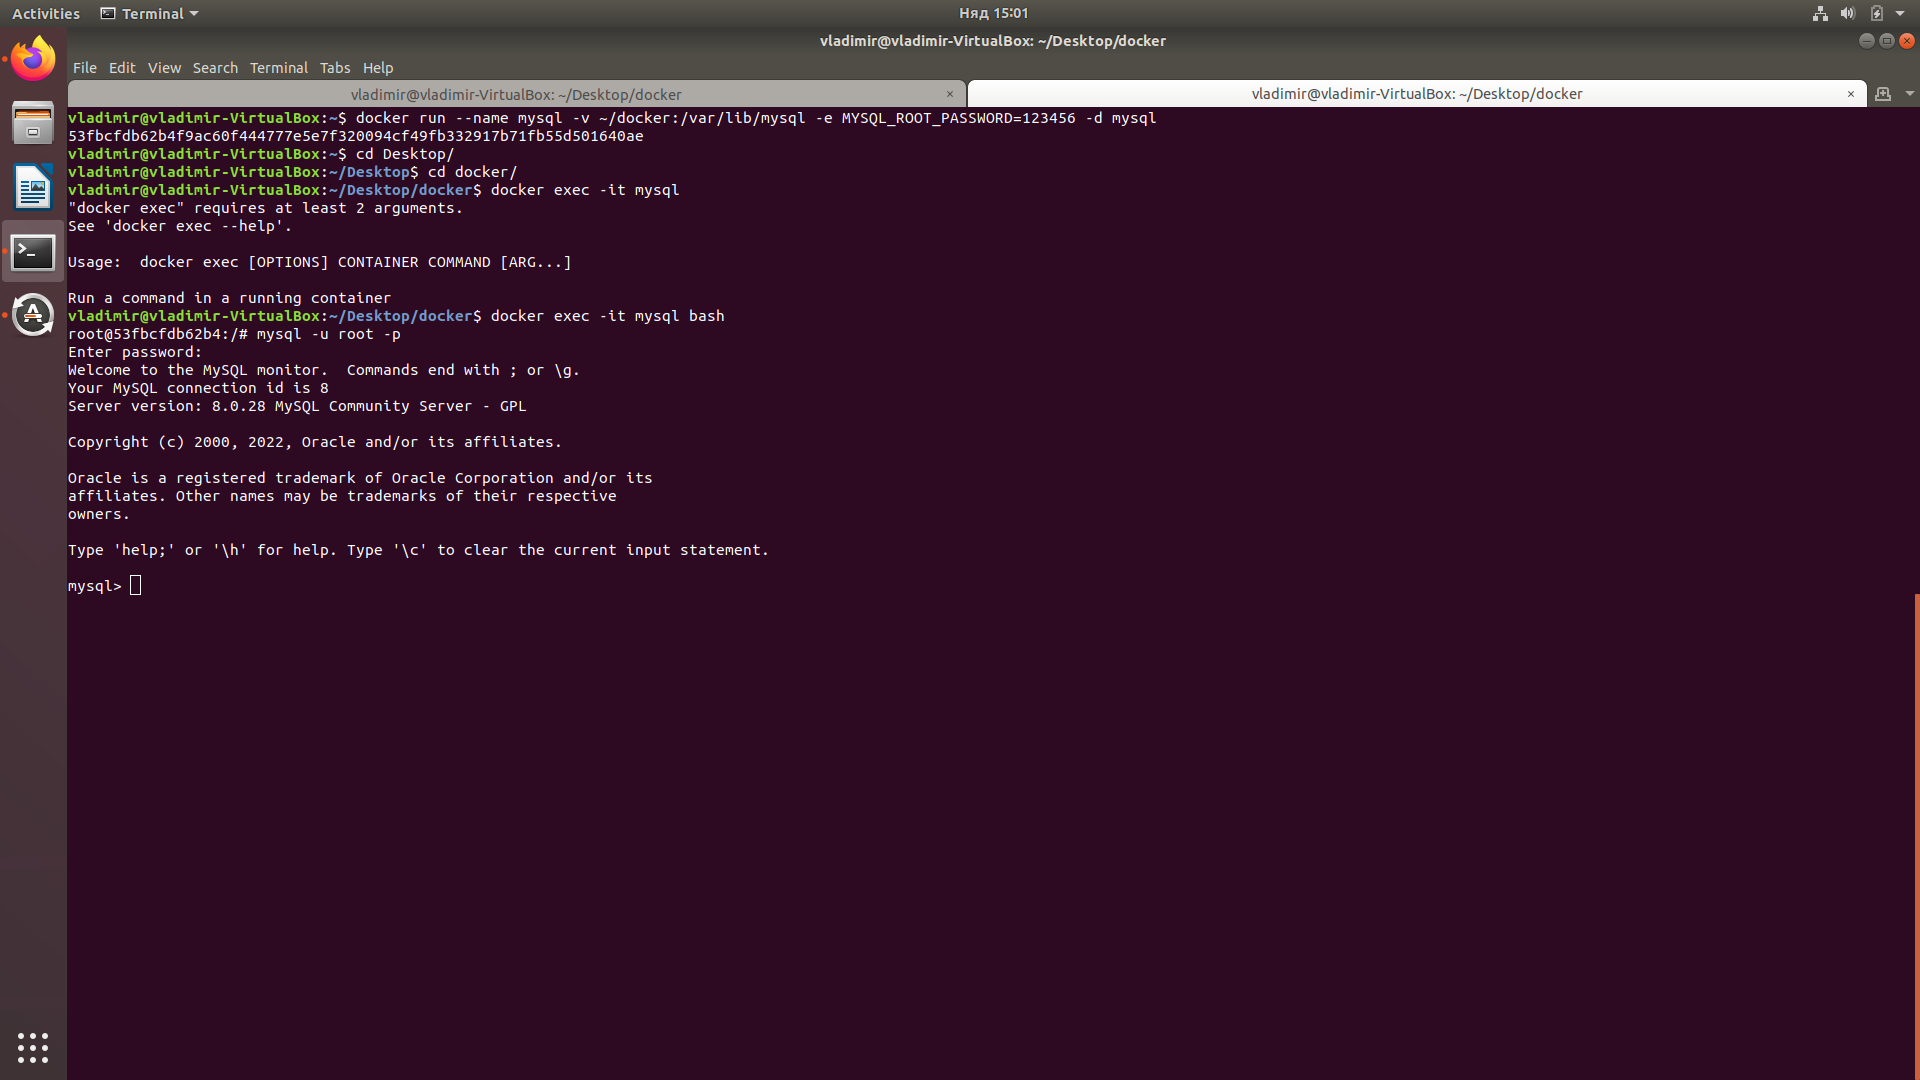 Activities
Terminal
Няд 15:01
vladimir@vladimir-VirtualBox: ~/Desktop/docker
File Edit View Search Terminal Tabs Help
vladimir@vladimir-VirtualBox: ~/Desktop/docker ×
vladimir@vladimir-VirtualBox: ~/Desktop/docker ×
vladimir@vladimir-VirtualBox:~$ docker run --name mysql -v ~/docker:/var/lib/mysql -e MYSQL_ROOT_PASSWORD=123456 -d mysql
53fbcfdb62b4f9ac60f444777e5e7f320094cf49fb332917b71fb55d501640ae
vladimir@vladimir-VirtualBox:~$ cd Desktop/
vladimir@vladimir-VirtualBox:~/Desktop$ cd docker/
vladimir@vladimir-VirtualBox:~/Desktop/docker$ docker exec -it mysql
"docker exec" requires at least 2 arguments.
See 'docker exec --help'.
Usage:  docker exec [OPTIONS] CONTAINER COMMAND [ARG...]
Run a command in a running container
vladimir@vladimir-VirtualBox:~/Desktop/docker$ docker exec -it mysql bash
root@53fbcfdb62b4:/# mysql -u root -p
Enter password:
Welcome to the MySQL monitor.  Commands end with ; or \g.
Your MySQL connection id is 8
Server version: 8.0.28 MySQL Community Server - GPL
Copyright (c) 2000, 2022, Oracle and/or its affiliates.
Oracle is a registered trademark of Oracle Corporation and/or its
affiliates. Other names may be trademarks of their respective
owners.
Type 'help;' or '\h' for help. Type '\c' to clear the current input statement.
mysql>